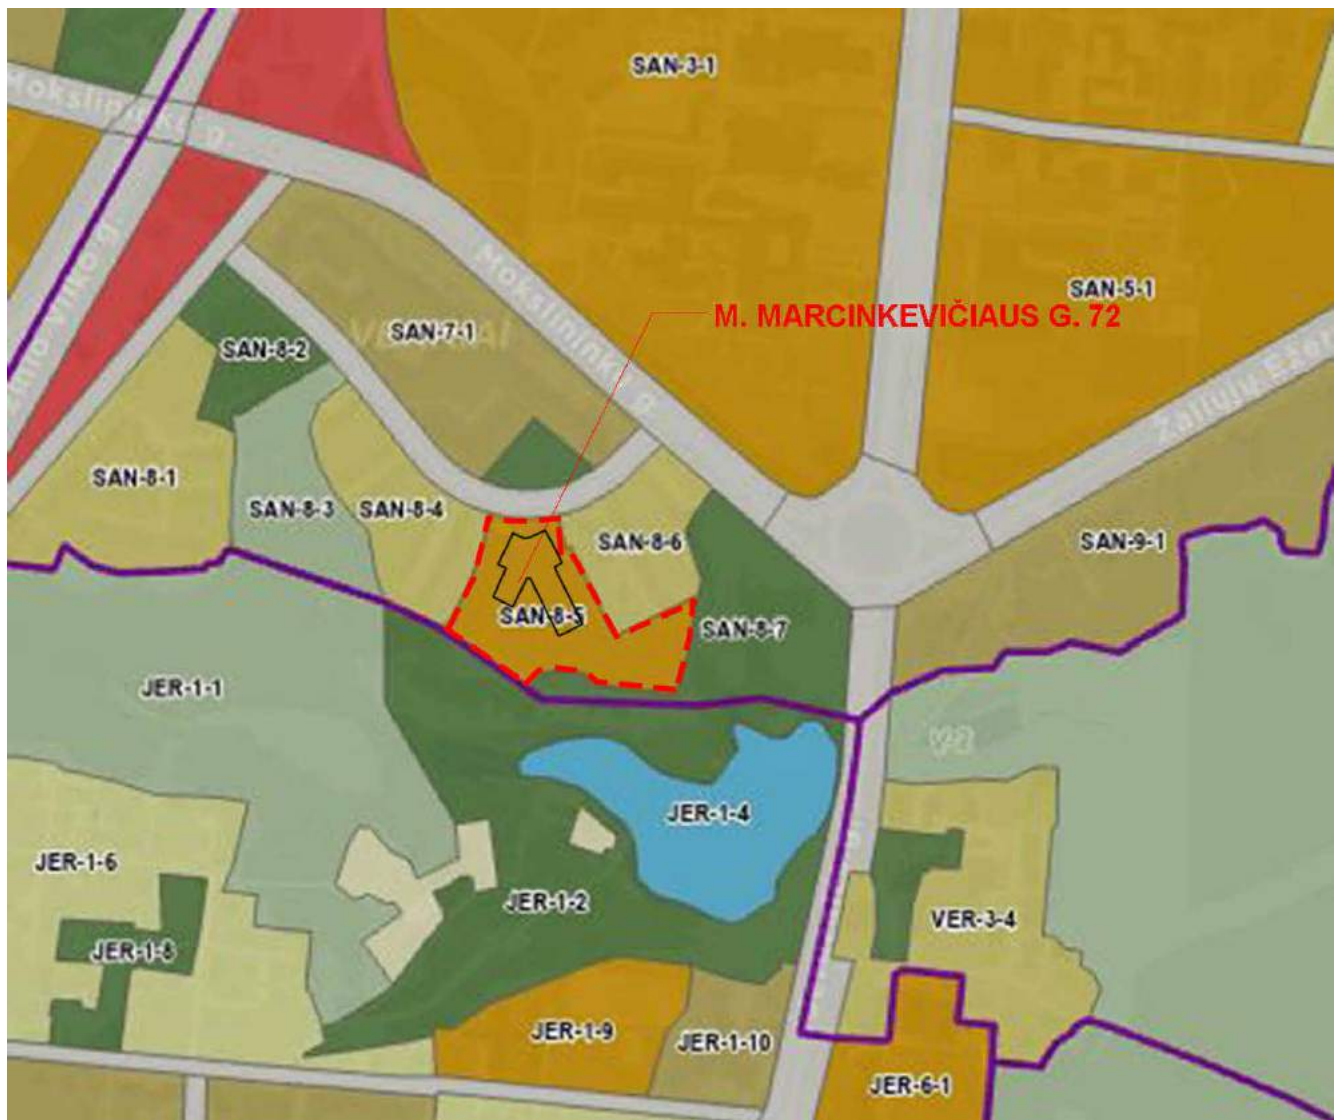 SAN-3-1
Mokslininkų g.
SAN-5-1
M. MARCINKEVIČIAUS G. 72
SAN-7-1
SAN-8-2
Mokslininkų g.
SAN-8-1
SAN-8-3
SAN-8-4
SAN-8-6
SAN-9-1
SAN-8-5
SAN-8-7
JER-1-1
V-2
JER-1-4
JER-1-6
JER-1-2
VER-3-4
JER-1-8
JER-1-9
JER-1-10
JER-6-1